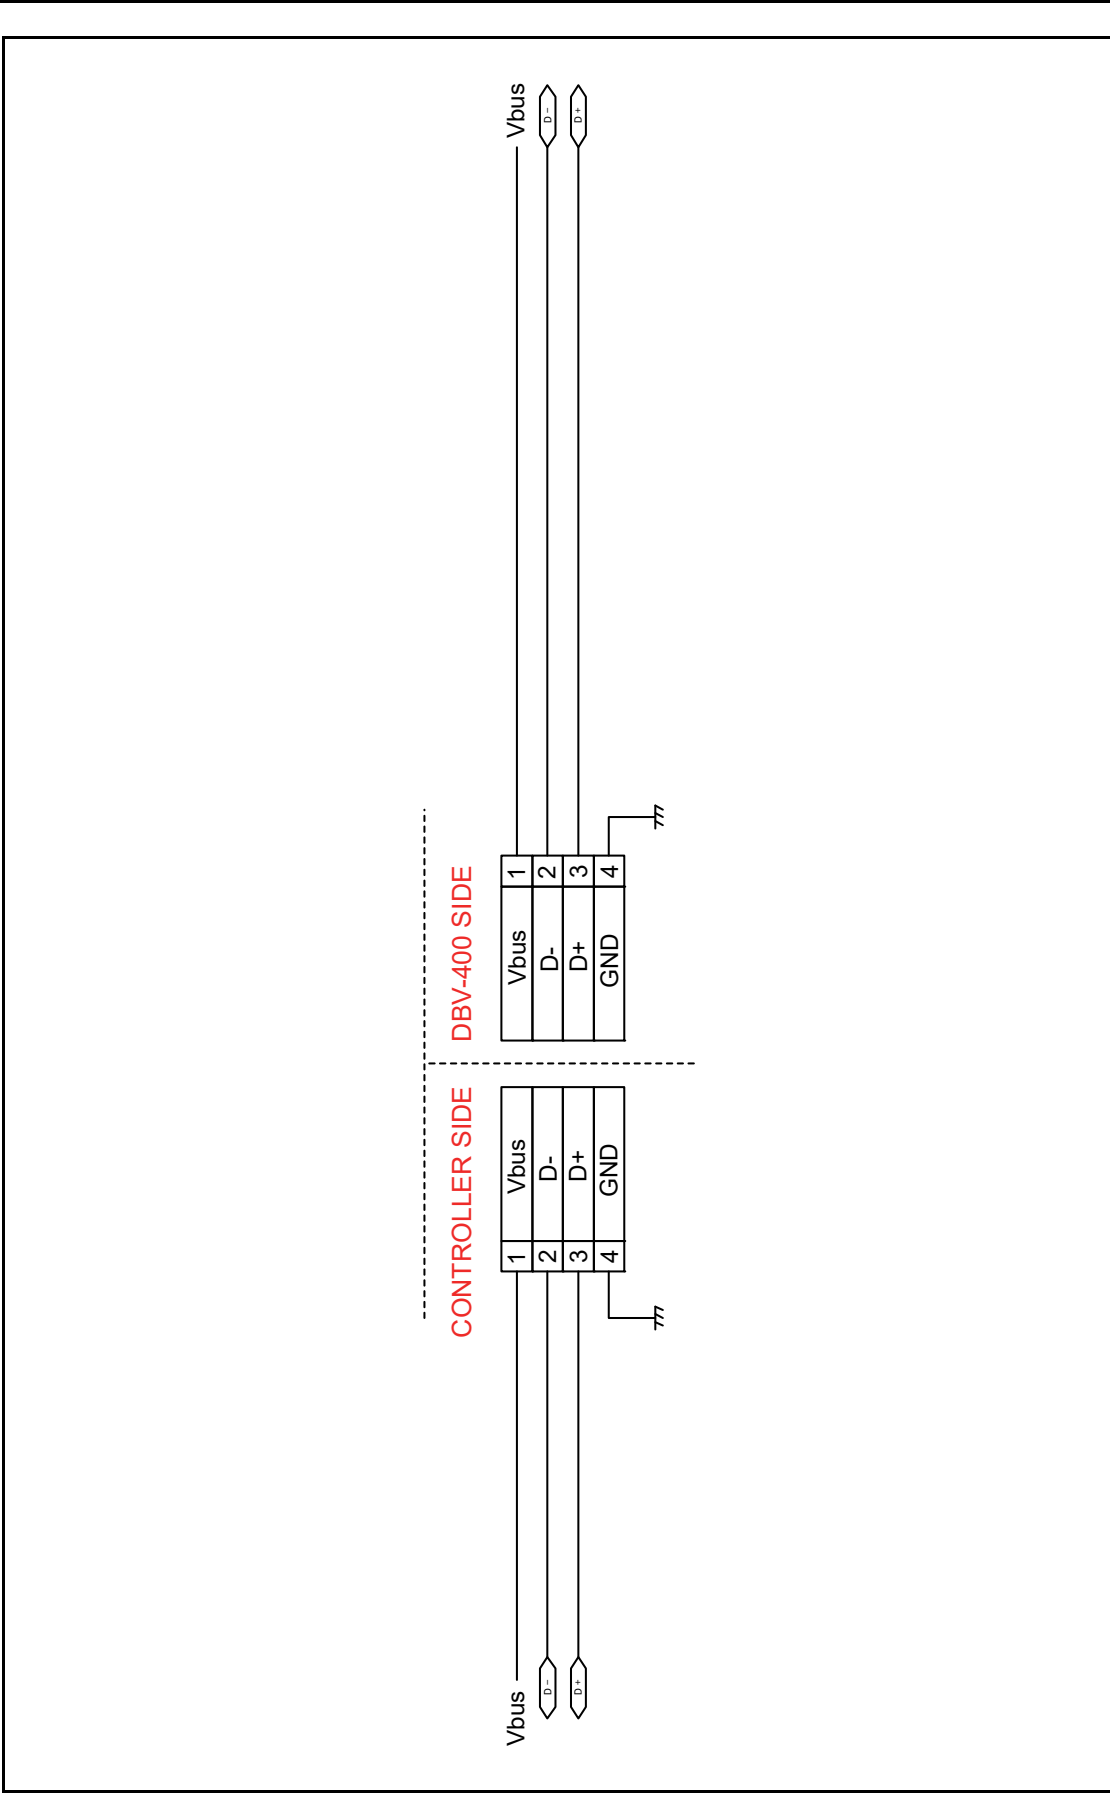 CONTROLLER SIDE
DBV-400 SIDE
Vbus
1
Vbus
Vbus
1
Vbus
D -
2
D-
D-
2
D -
D +
3
D+
D+
3
D +
4
GND
GND
4